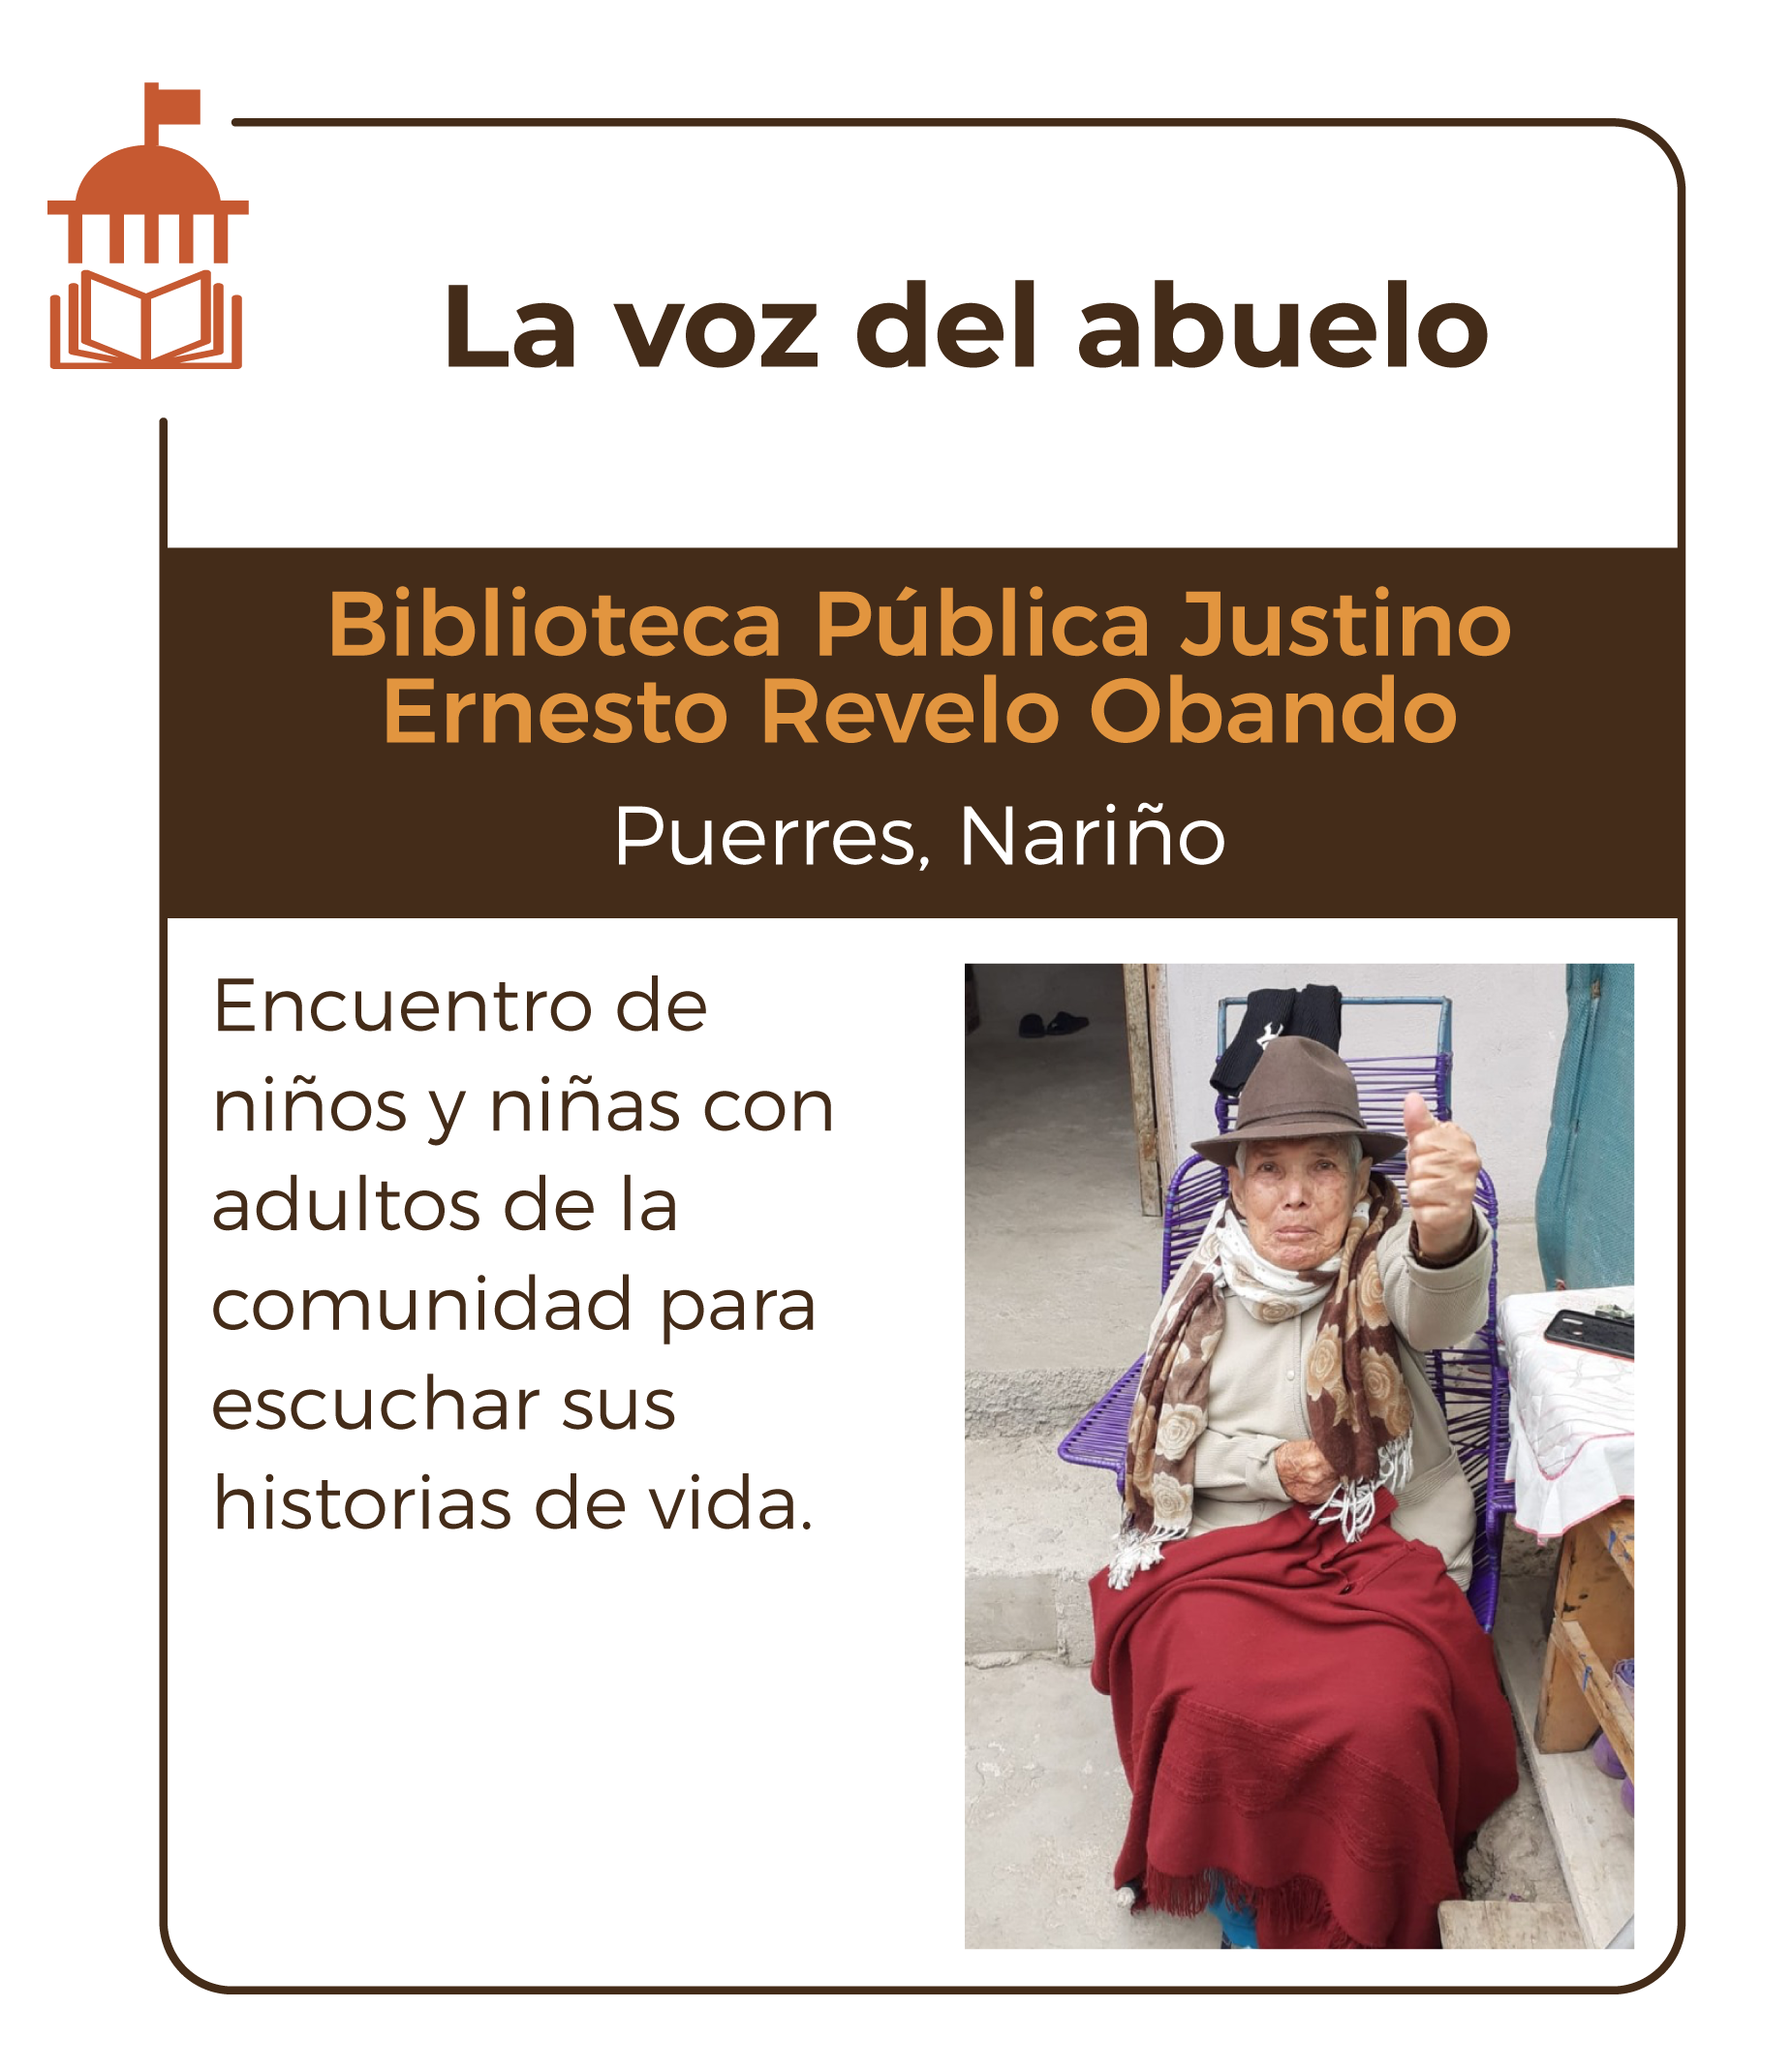 La voz del abuelo
Biblioteca Pública Justino
Ernesto Revelo Obando
Puerres, Nariño
Encuentro de
niños y niñas con
adultos de la
comunidad para
escuchar sus
historias de vida.